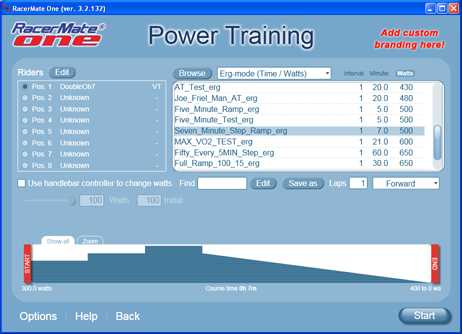 RacerMate One (ver. 3.2.132)
RacerMate®
one
Power Training
Add custom
branding here!
Riders Edit
Browse Erg-mode (Time / Watts) Interval Minute Watts
Pos. 1 DoubleOh7 VT
Pos. 2 Unknown -
Pos. 3 Unknown -
Pos. 4 Unknown -
Pos. 5 Unknown -
Pos. 6 Unknown -
Pos. 7 Unknown -
Pos. 8 Unknown -
AT_Test_erg 1 20.0 430
Joe_Friel_Man_AT_erg 1 20.0 480
Five_Minute_Ramp_erg 1 5.0 500
Five_Minute_Test_erg 1 5.0 500
Seven_Minute_Step_Ramp_erg 1 7.0 500
MAX_VO2_TEST_erg 1 21.0 600
Fifty_Every_5MIN_Step_erg 1 60.0 650
Full_Ramp_100_15_erg 1 30.0 650
Use handlebar controller to change watts Find Edit Save as Laps 1 Forward
100 Watts 100 Initial
Show all Zoom
START
END
300.0 watts Course time 0h 7m 400 to 0 wa
Options Help Back Start